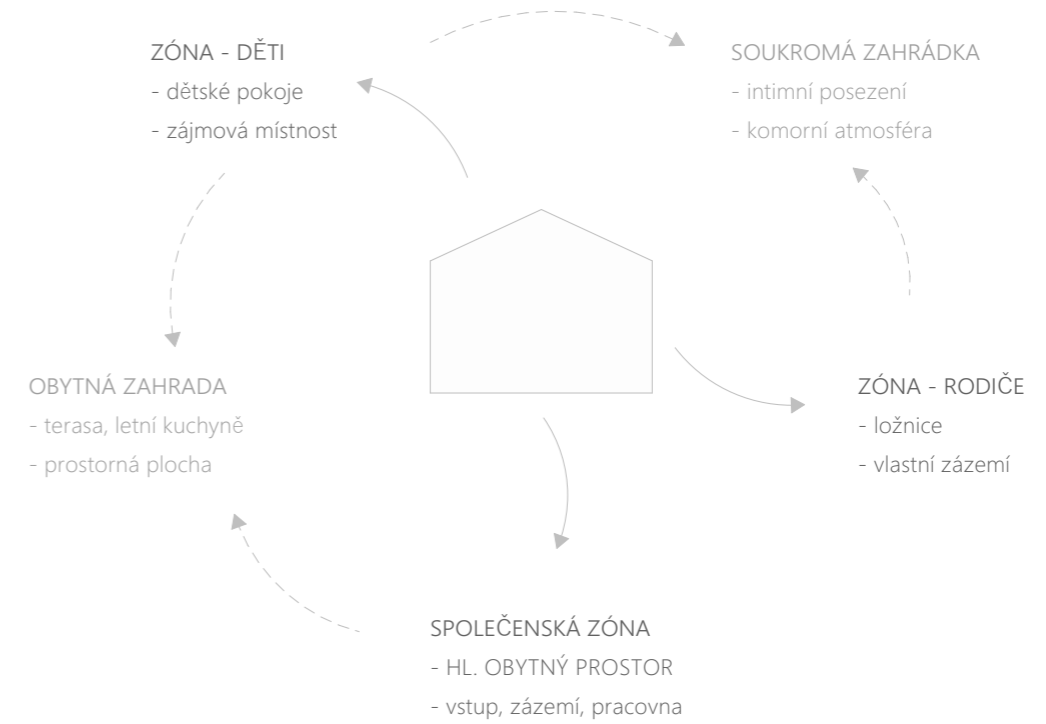 ZÓNA - DĚTI
- dětské pokoje
- zájmová místnost
SOUKROMÁ ZAHRÁDKA
- intimní posezení
- komorní atmosféra
OBYTNÁ ZAHRADA
- terasa, letní kuchyně
- prostorná plocha
ZÓNA - RODIČE
- ložnice
- vlastní zázemí
SPOLEČENSKÁ ZÓNA
- HL. OBYTNÝ PROSTOR
- vstup, zázemí, pracovna